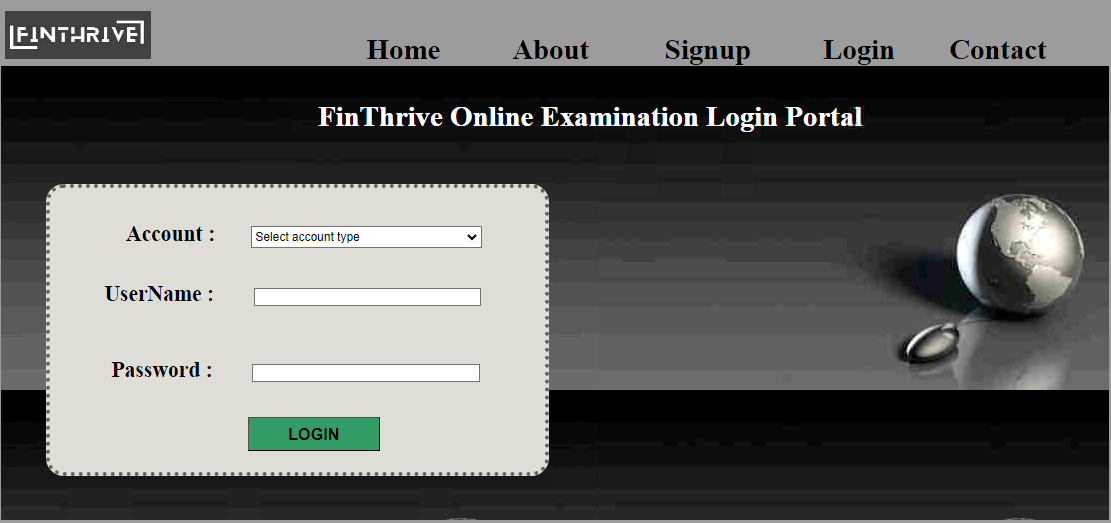 FINTHRIVE
Home About Signup Login Contact
FinThrive Online Examination Login Portal
Account : Select account type
UserName :
Password :
LOGIN